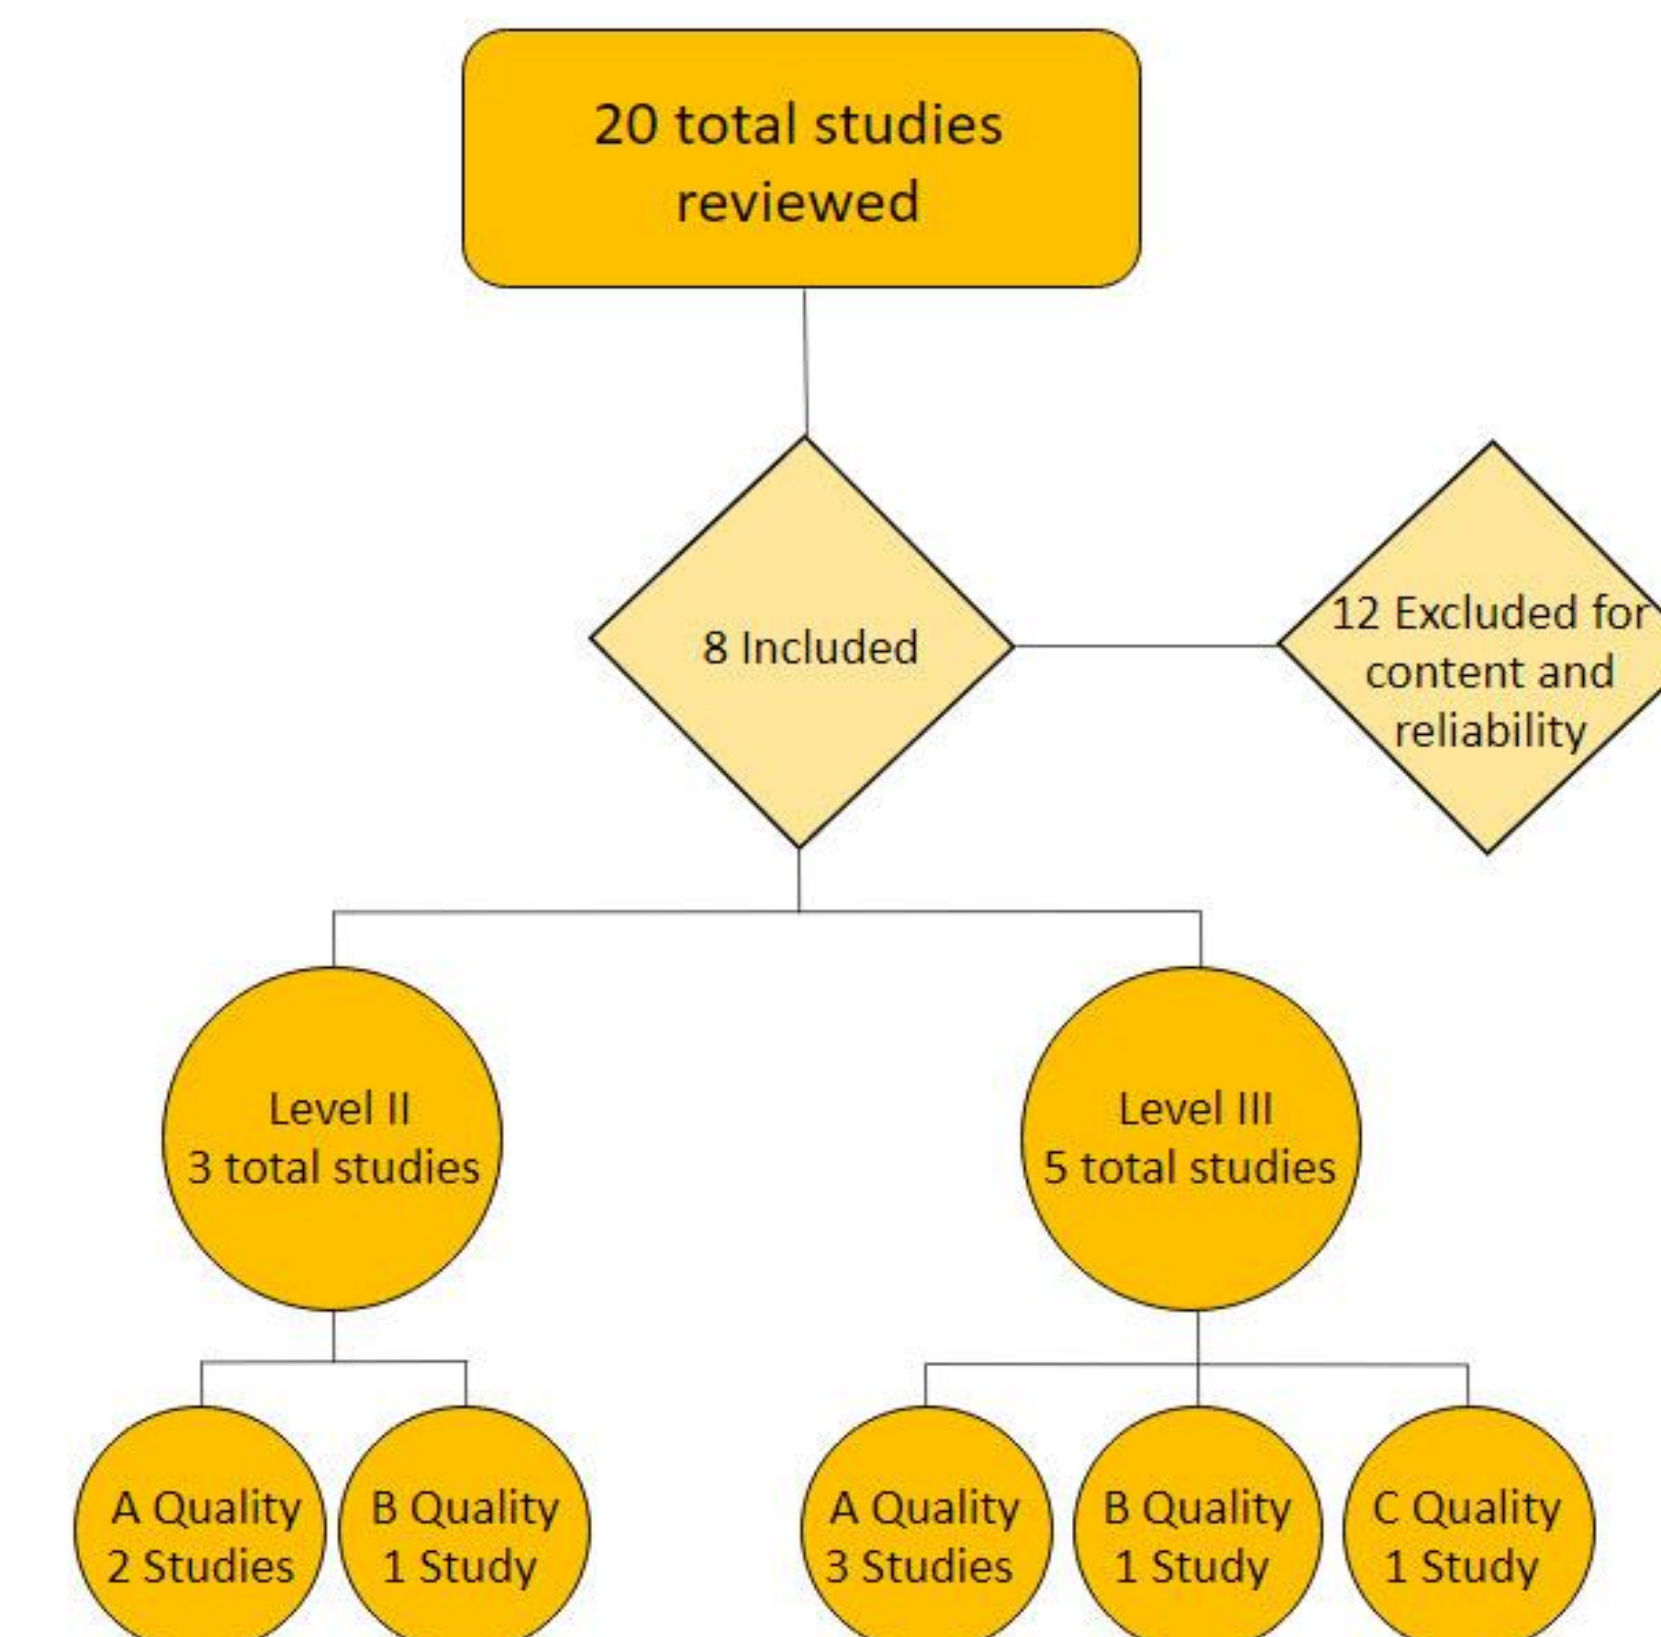 20 total studies
reviewed
8 Included
12 Excluded for
content and
reliability
Level II
3 total studies
Level III
5 total studies
A Quality
2 Studies
B Quality
1 Study
A Quality
3 Studies
B Quality
1 Study
C Quality
1 Study